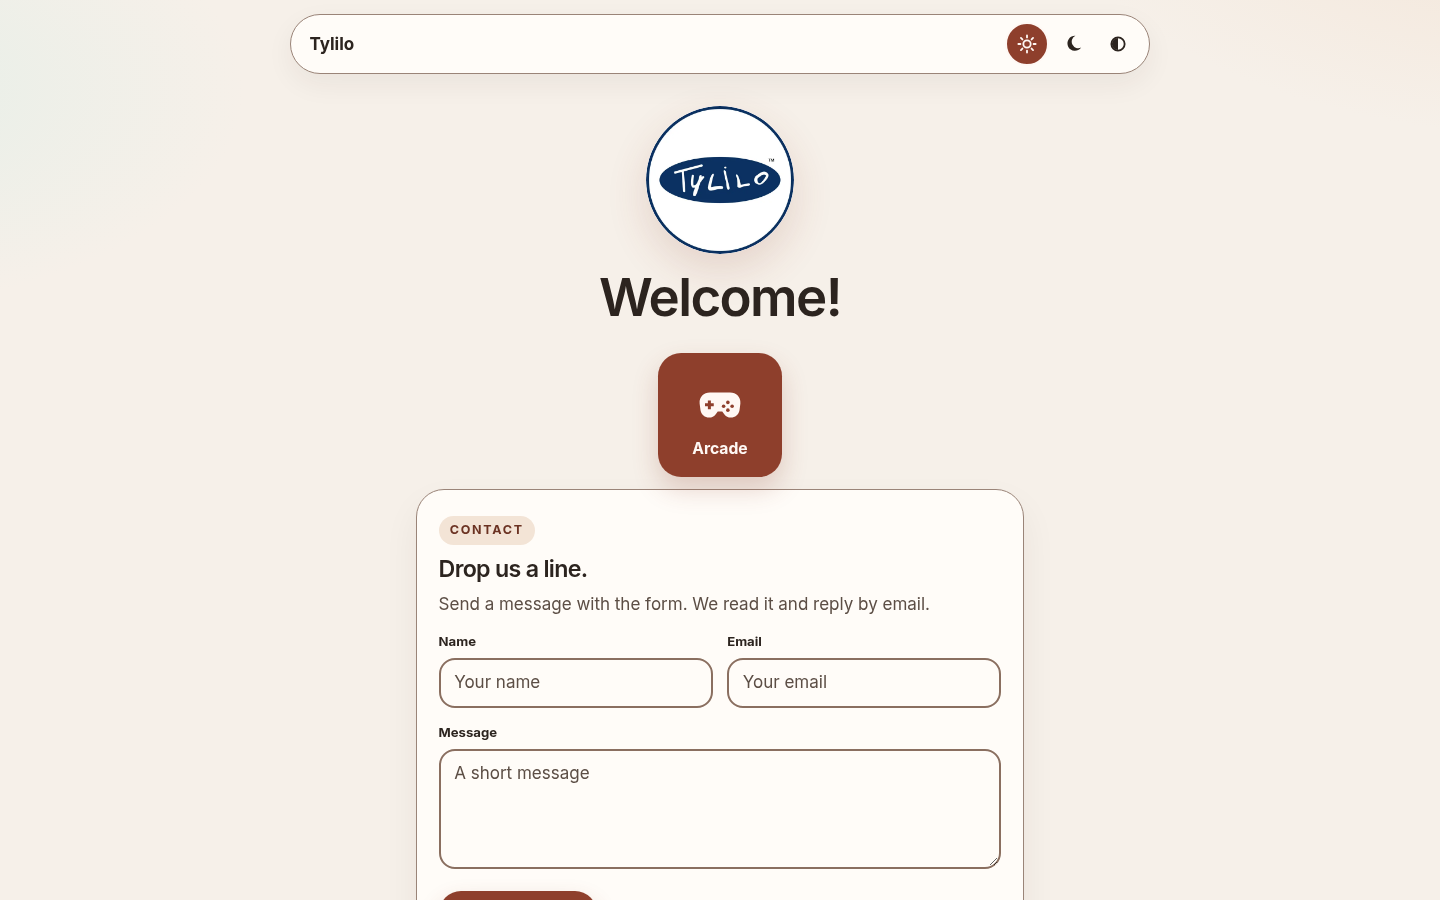 Tylilo
TYLiLO ™
Welcome!
Arcade
CONTACT
Drop us a line.
Send a message with the form. We read it and reply by email.
Name Email
Your name Your email
Message
A short message